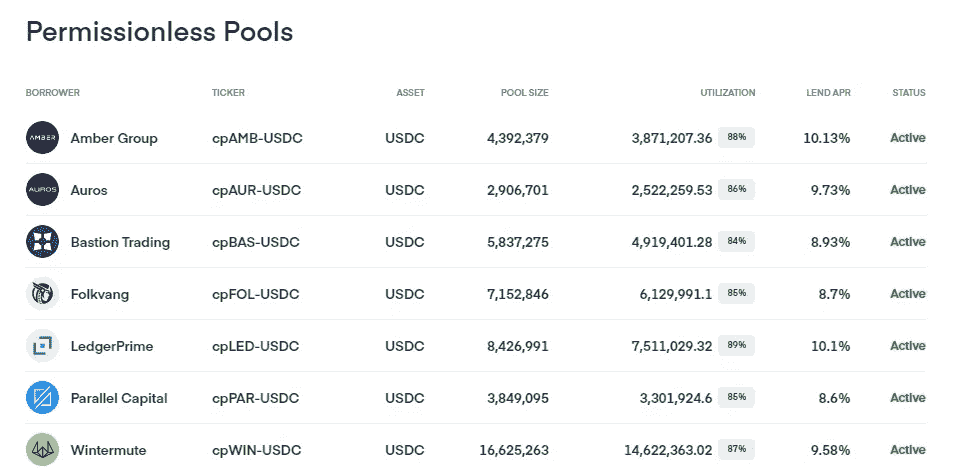 Permissionless Pools
BORROWER TICKER ASSET POOL SIZE UTILIZATION LEND APR STATUS
AMBER Amber Group cpAMB-USDC USDC 4,392,379 3,871,207.36 88% 10.13% Active
AUROS Auros cpAUR-USDC USDC 2,906,701 2,522,259.53 86% 9.73% Active
Bastion Trading cpBAS-USDC USDC 5,837,275 4,919,401.28 84% 8.93% Active
Folkvang cpFOL-USDC USDC 7,152,846 6,129,991.1 85% 8.7% Active
LedgerPrime cpLED-USDC USDC 8,426,991 7,511,029.32 89% 10.1% Active
Parallel Capital cpPAR-USDC USDC 3,849,095 3,301,924.6 85% 8.6% Active
Wintermute cpWIN-USDC USDC 16,625,263 14,622,363.02 87% 9.58% Active